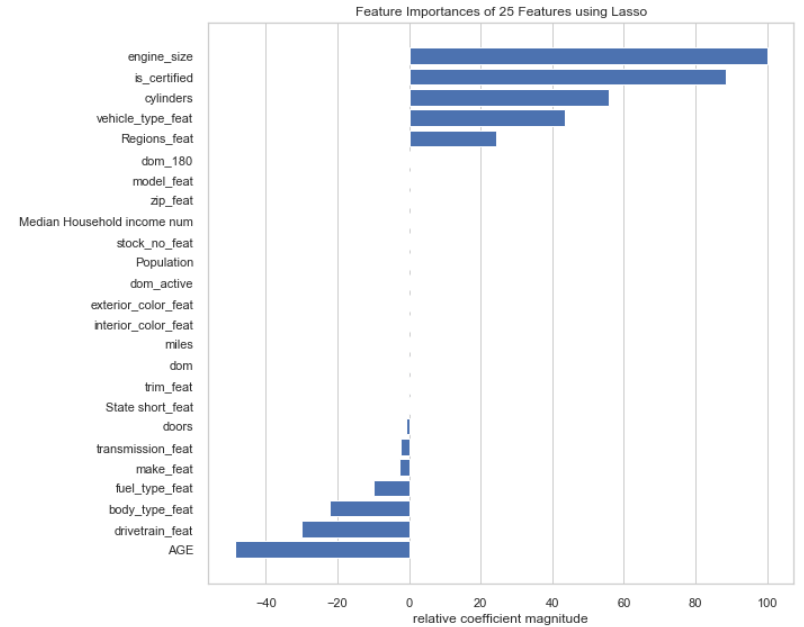 Feature Importances of 25 Features using Lasso
engine_size
is_certified
cylinders
vehicle_type_feat
Regions_feat
dom_180
model_feat
zip_feat
Median Household income num
stock_no_feat
Population
dom_active
exterior_color_feat
interior_color_feat
miles
dom
trim_feat
State short_feat
doors
transmission_feat
make_feat
fuel_type_feat
body_type_feat
drivetrain_feat
AGE
−40 −20 0 20 40 60 80 100
relative coefficient magnitude